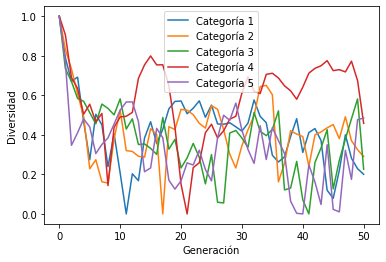 Categoría 1
Categoría 2
Categoría 3
Categoría 4
Categoría 5
1.0
0.8
0.6
0.4
0.2
0.0
Diversidad
0 10 20 30 40 50
Generación